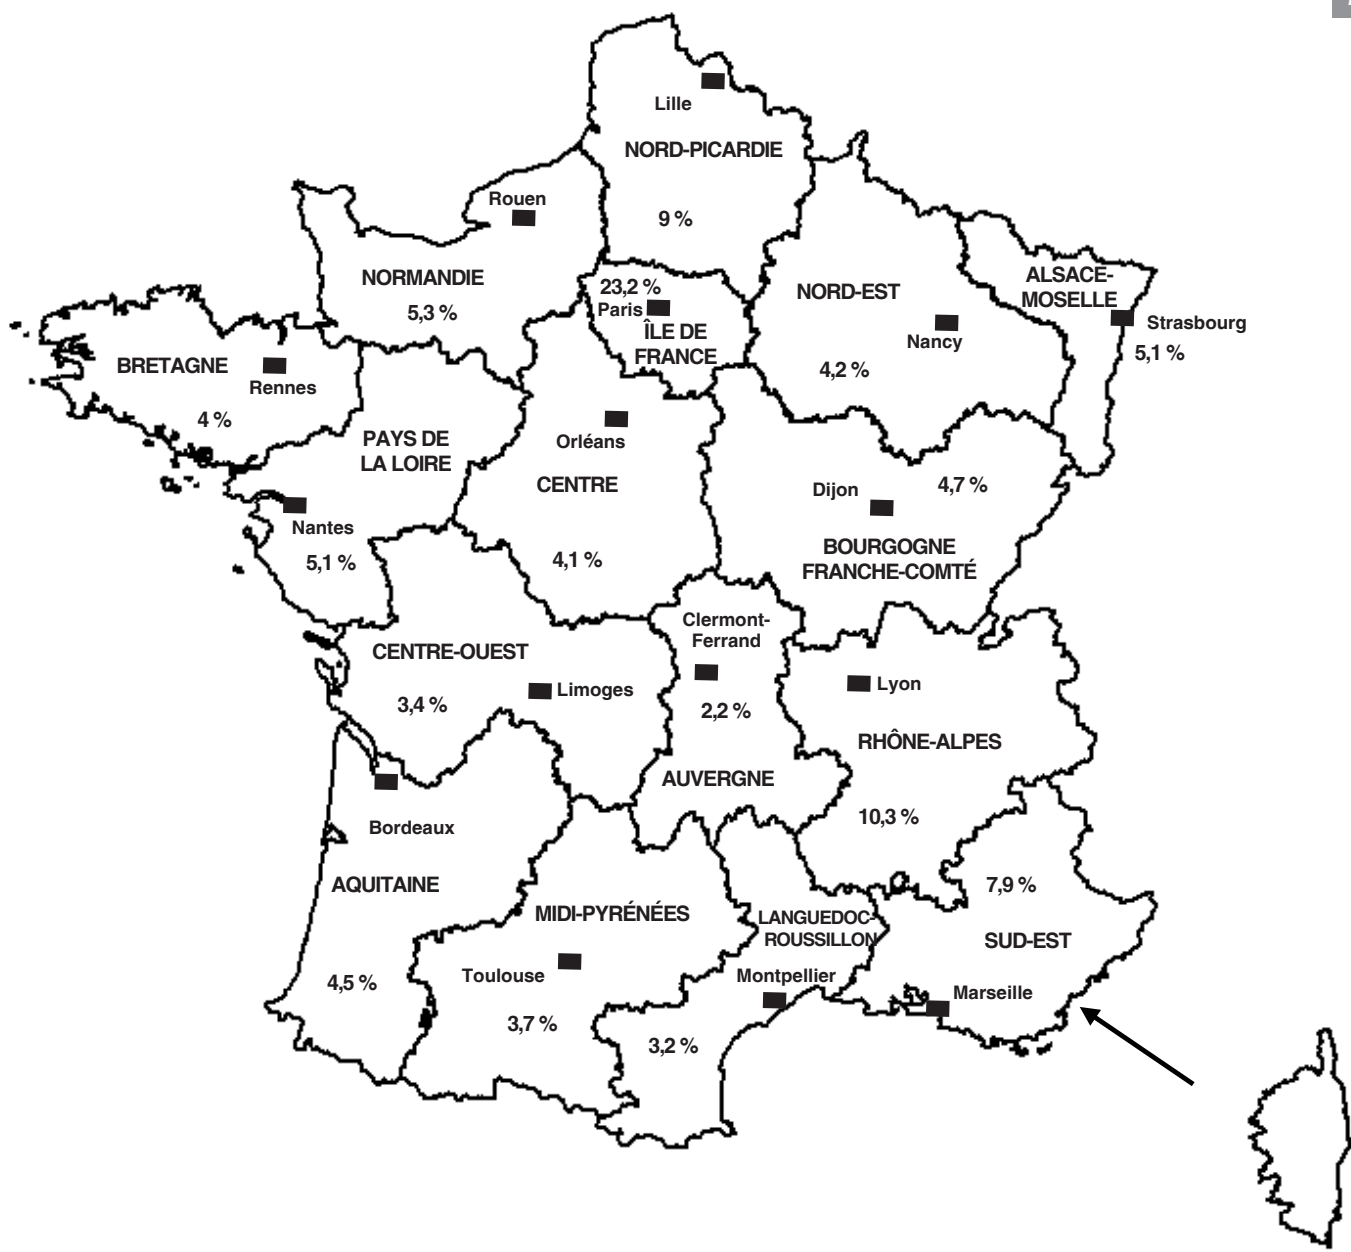 Lille
NORD-PICARDIE
9 %
Rouen
NORMANDIE
5,3 %
23,2 %
Paris
ÎLE DE
FRANCE
NORD-EST
Nancy
4,2 %
ALSACE-
MOSELLE
Strasbourg
5,1 %
BRETAGNE
Rennes
4 %
PAYS DE
LA LOIRE
Nantes
5,1 %
Orléans
CENTRE
4,1 %
Dijon
4,7 %
BOURGOGNE
FRANCHE-COMTÉ
CENTRE-OUEST
Limoges
3,4 %
Clermont-
Ferrand
2,2 %
AUVERGNE
Lyon
RHÔNE-ALPES
10,3 %
Bordeaux
AQUITAINE
4,5 %
MIDI-PYRÉNÉES
Toulouse
3,7 %
LANGUEDOC-
ROUSSILLON
Montpellier
3,2 %
7,9 %
SUD-EST
Marseille